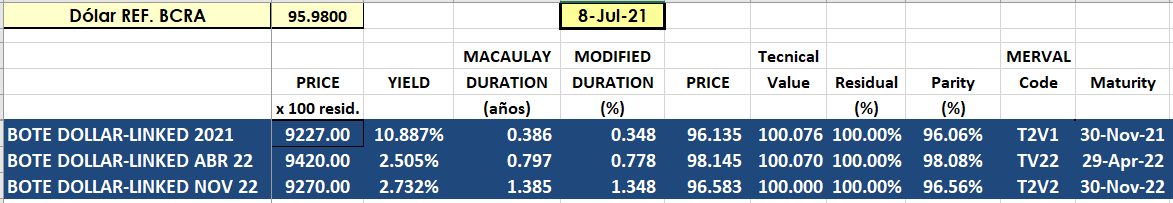 Dólar REF. BCRA 95.9800 8-Jul-21
MACAULAY MODIFIED Tecnical MERVAL
PRICE YIELD DURATION DURATION PRICE Value Residual Parity Code Maturity
x 100 resid. (años) (%) (%) (%)
BOTE DOLLAR-LINKED 2021 9227.00 10.887% 0.386 0.348 96.135 100.076 100.00% 96.06% T2V1 30-Nov-21
BOTE DOLLAR-LINKED ABR 22 9420.00 2.505% 0.797 0.778 98.145 100.070 100.00% 98.08% TV22 29-Apr-22
BOTE DOLLAR-LINKED NOV 22 9270.00 2.732% 1.385 1.348 96.583 100.000 100.00% 96.56% T2V2 30-Nov-22